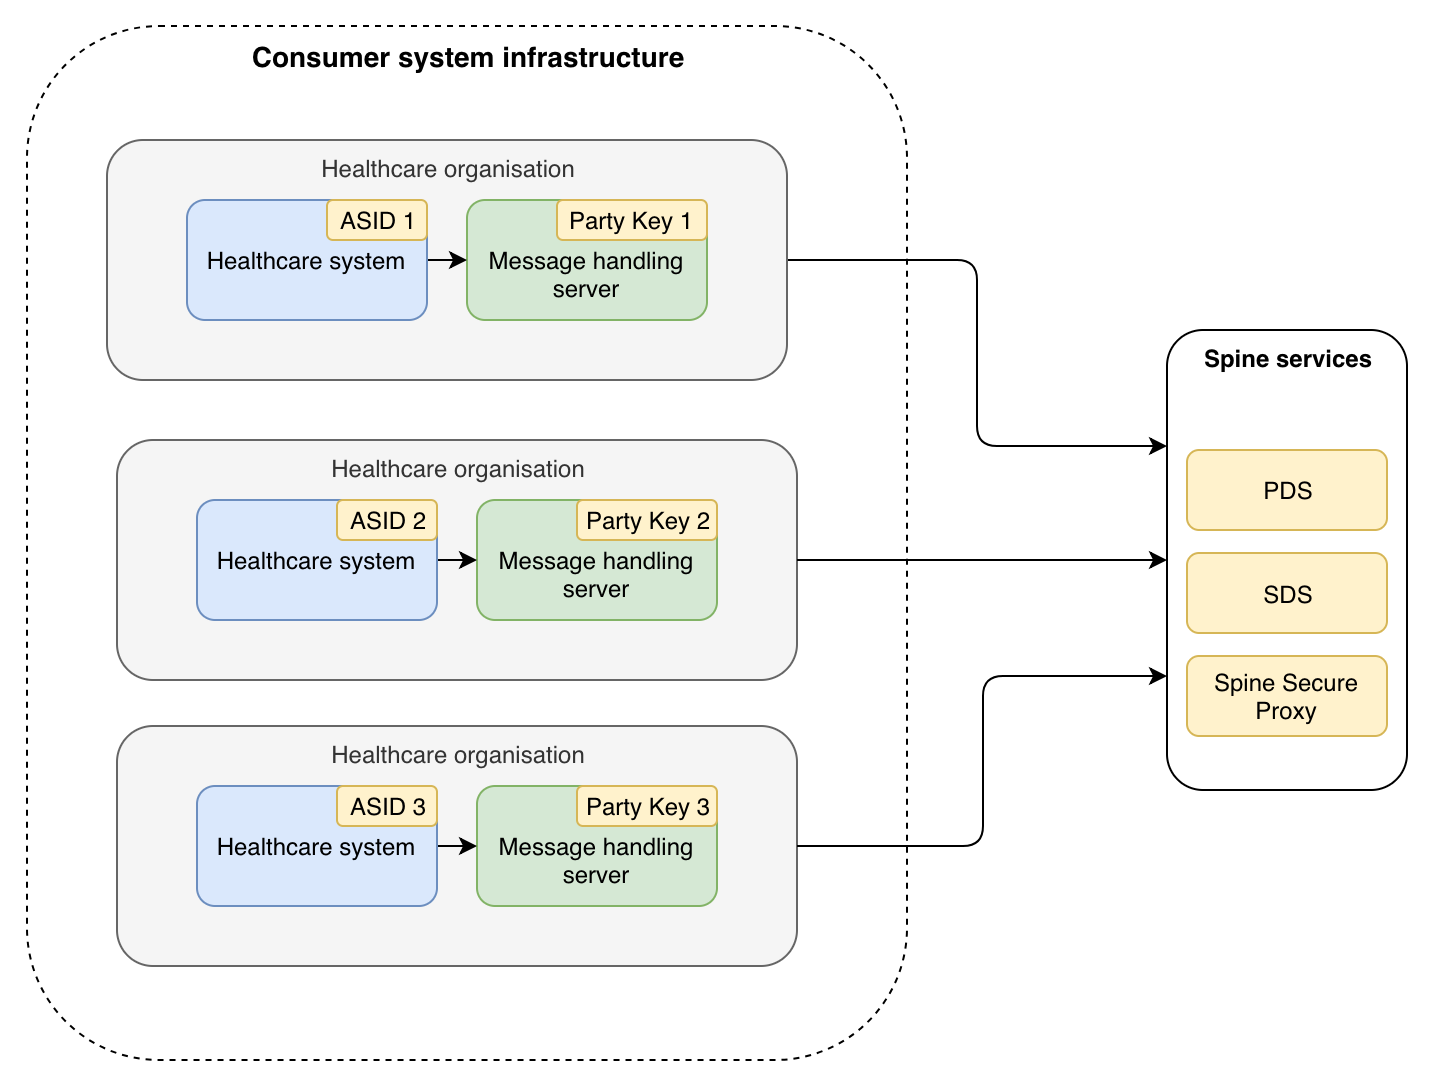 Consumer system infrastructure
Healthcare organisation
ASID 1
Healthcare system
Party Key 1
Message handling
server
Healthcare organisation
ASID 2
Healthcare system
Party Key 2
Message handling
server
Healthcare organisation
ASID 3
Healthcare system
Party Key 3
Message handling
server
Spine services
PDS
SDS
Spine Secure
Proxy